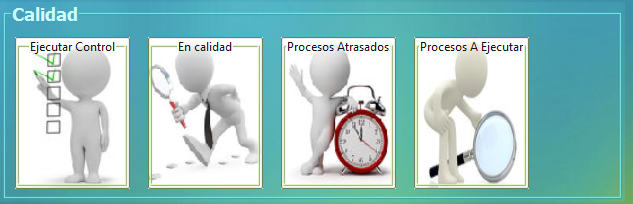 Calidad
Ejecutar Control
En calidad
Procesos Atrasados
Procesos A Ejecutar